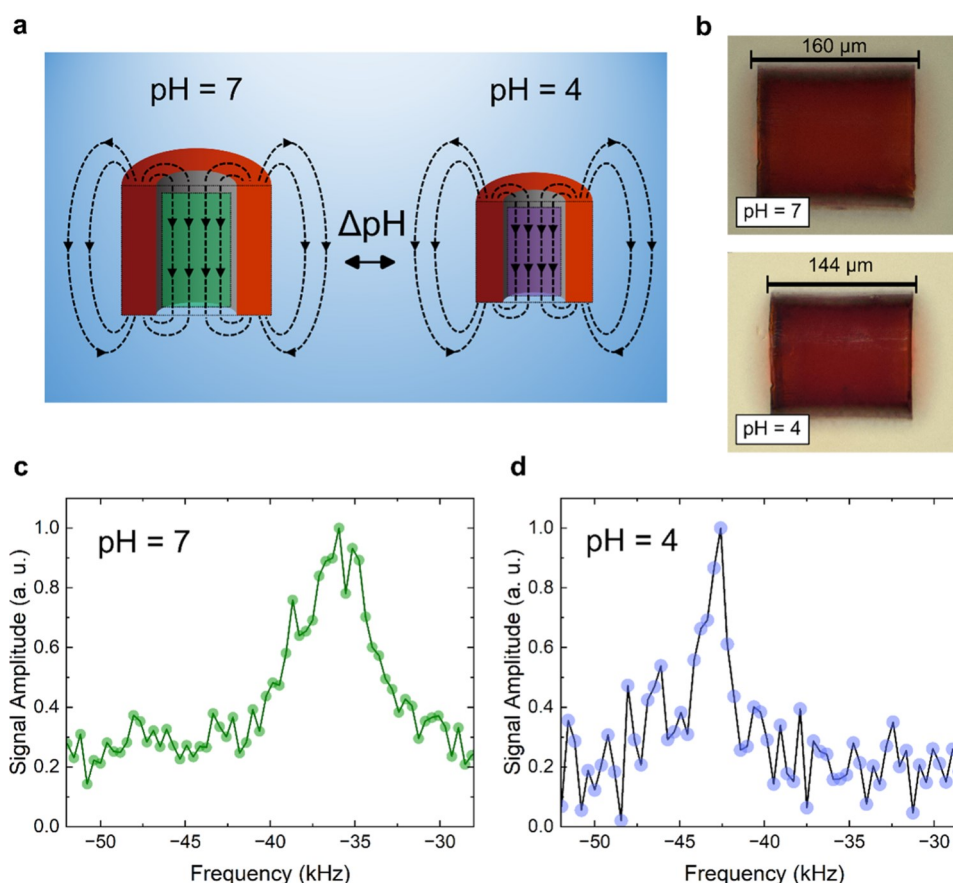 a
pH = 7
pH = 4
ΔpH
b
160 µm
pH = 7
144 µm
pH = 4
c
pH = 7
Signal Amplitude (a. u.)
1.0
0.8
0.6
0.4
0.2
0.0
−50 −45 −40 −35 −30
Frequency (kHz)
d
pH = 4
Signal Amplitude (a. u.)
1.0
0.8
0.6
0.4
0.2
0.0
−50 −45 −40 −35 −30
Frequency (kHz)